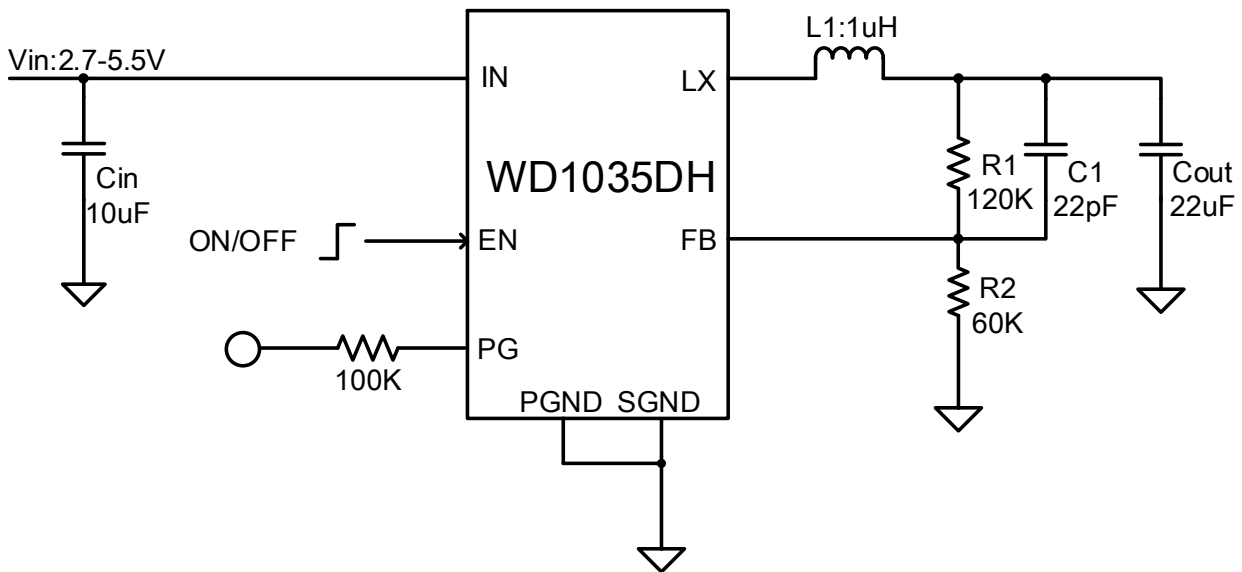 L1:1uH
Vin:2.7-5.5V
IN
LX
WD1035DH
Cin
10uF
R1
120K
C1
22pF
Cout
22uF
ON/OFF
EN
FB
R2
60K
PG
100K
PGND
SGND